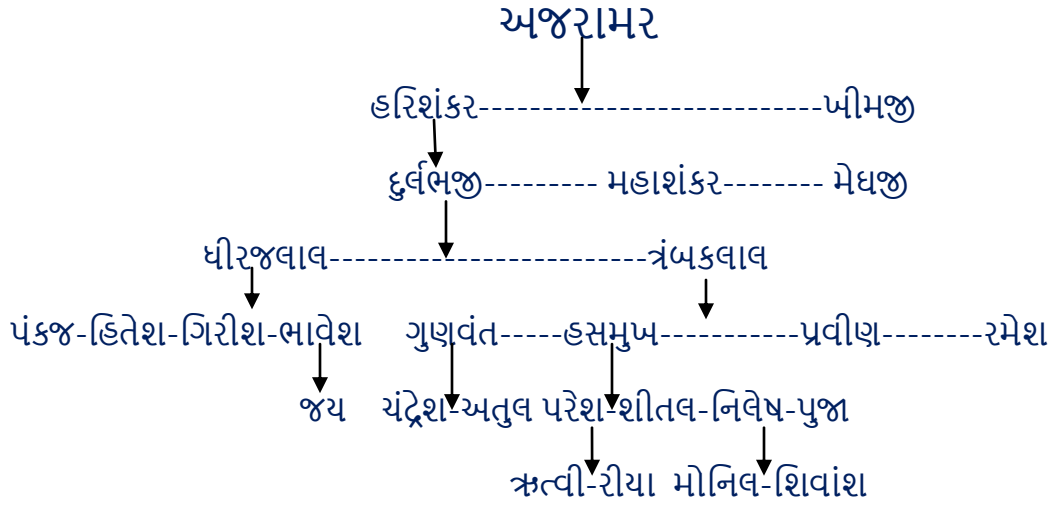 અજરામર
હરિશંકર---------------------------ખીમજી
દુર્લભજી--------- મહાશંકર-------- મેઘજી
ધીરજલાલ-------------------------ત્રંબકલાલ
પંકજ-હિતેશ-ગિરીશ-ભાવેશ ગુણવંત-----હસમુખ-----------પ્રવીણ--------રમેશ
જય ચંદ્રેશ-અતુલ પરેશ-શીતલ-નિલેષ-પુજા
ઋત્વી-રીયા મોનિલ-શિવાંશ